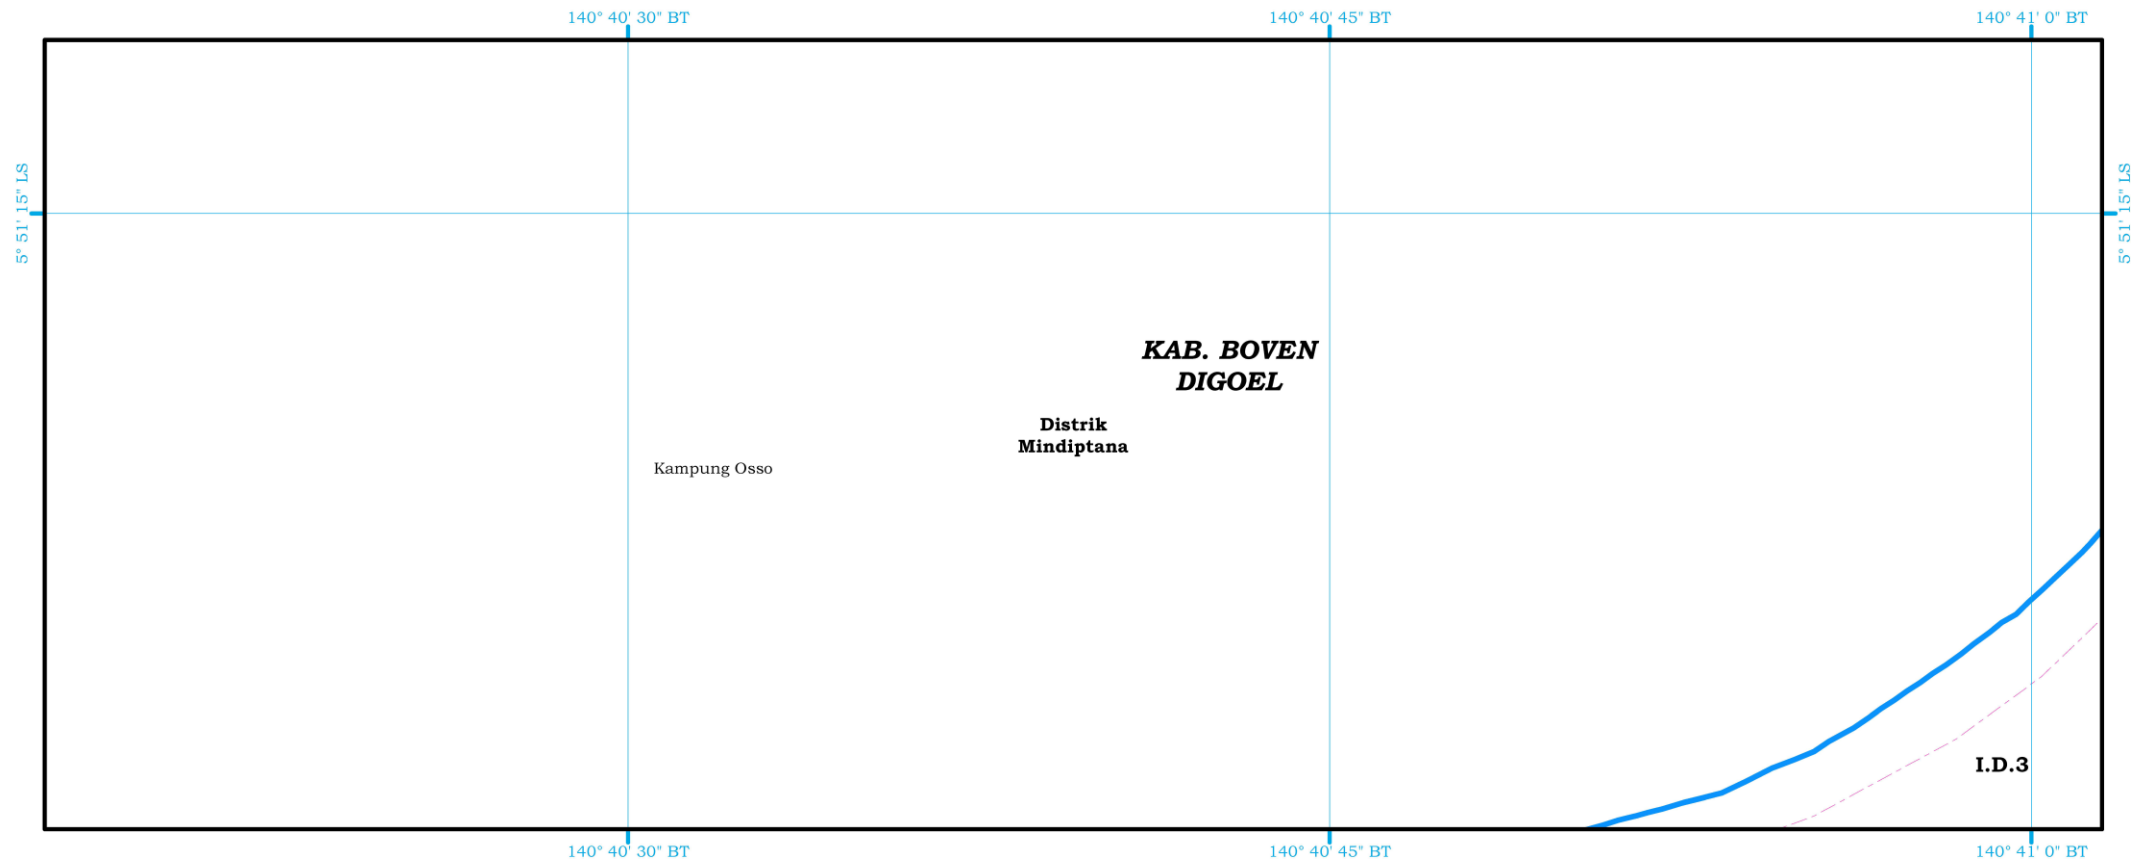 140° 40' 30" BT
140° 40' 45" BT
140° 41' 0" BT
5° 51' 15" LS
5° 51' 15" LS
KAB. BOVEN
DIGOEL
Distrik
Mindiptana
Kampung Osso
I.D.3
140° 40' 30" BT
140° 40' 45" BT
140° 41' 0" BT